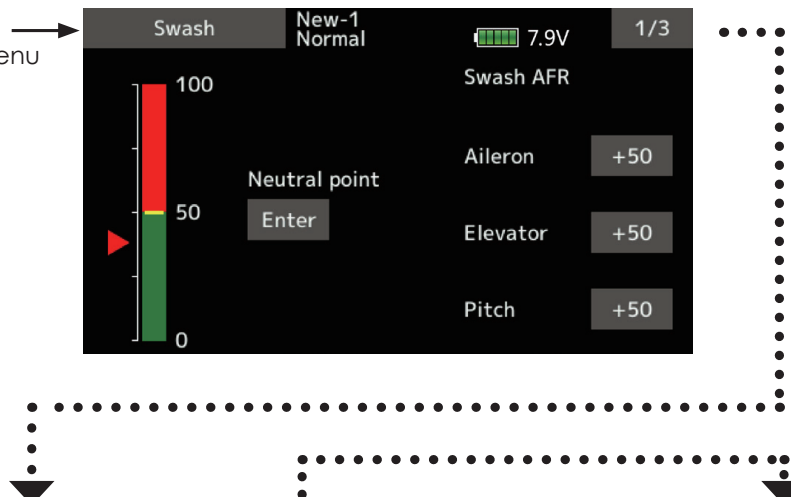 enu
Swash
New-1
Normal
7.9V
1/3
100
50
0
Neutral point
Enter
Swash AFR
Aileron +50
Elevator +50
Pitch +50